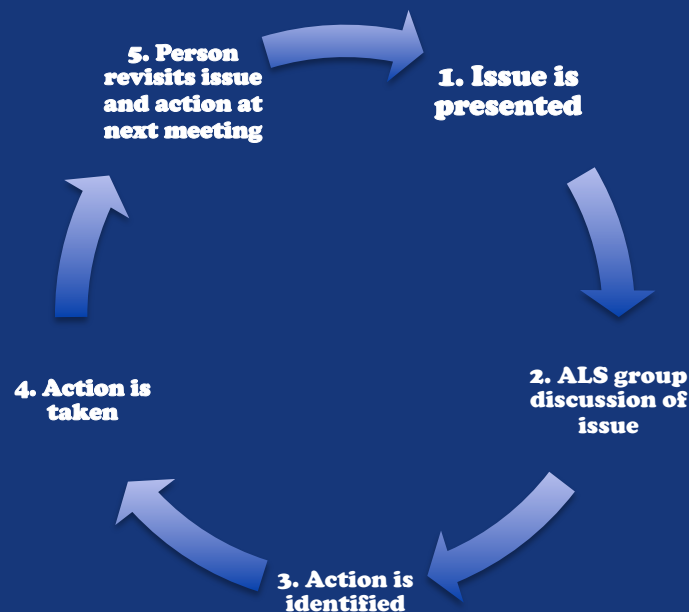 1. Issue is
presented
2. ALS group
discussion of
issue
3. Action is
identified
4. Action is
taken
5. Person
revisits issue
and action at
next meeting